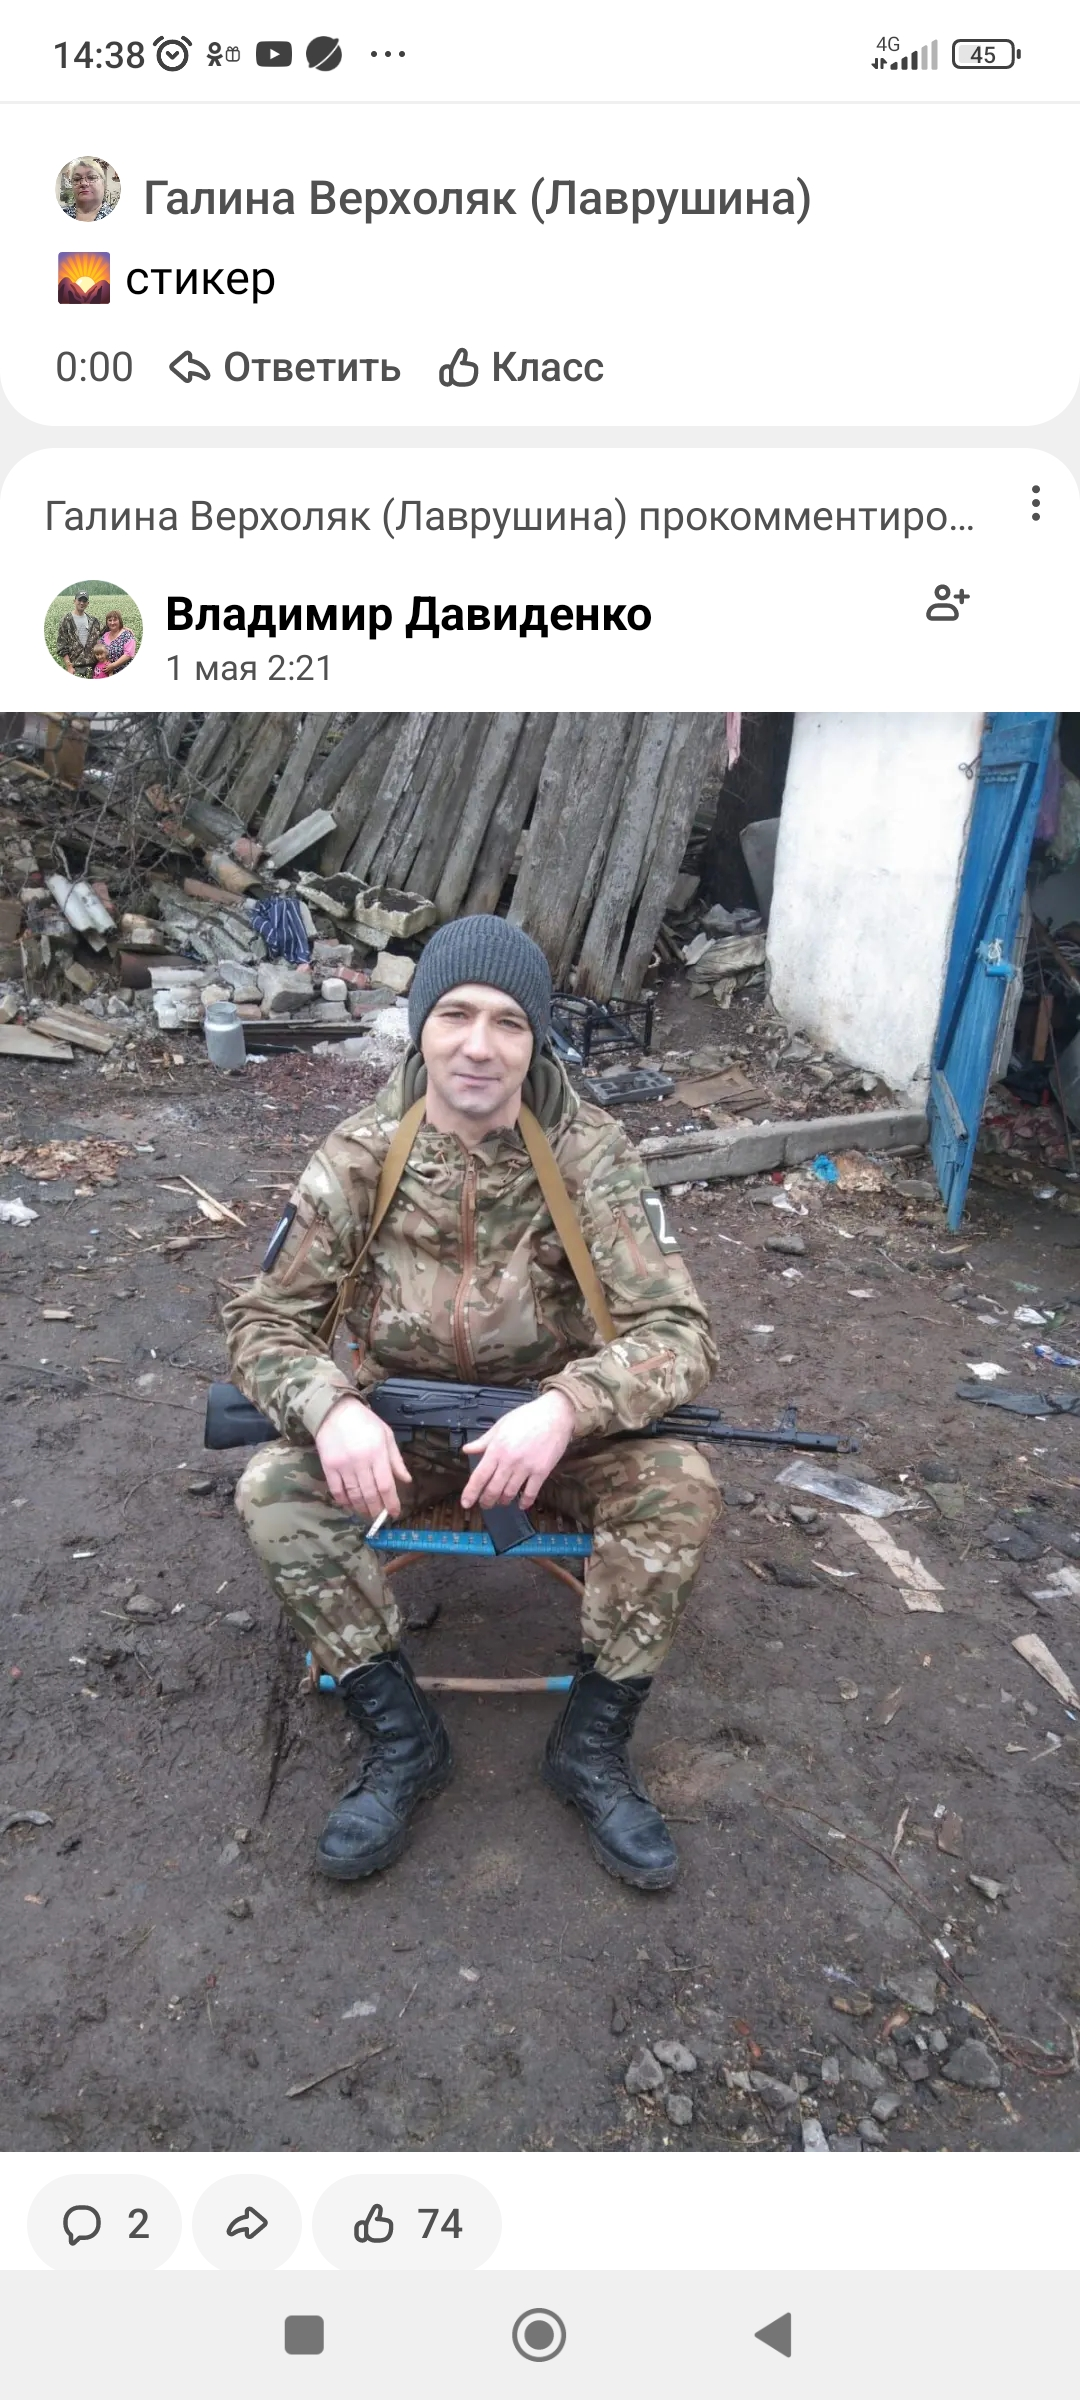 14:38
4G
45
Галина Верхоляк (Лаврушина)
стикер
0:00 Ответить Класс
Галина Верхоляк (Лаврушина) прокомментиро...
Владимир Давиденко
1 мая 2:21
Z
2 74